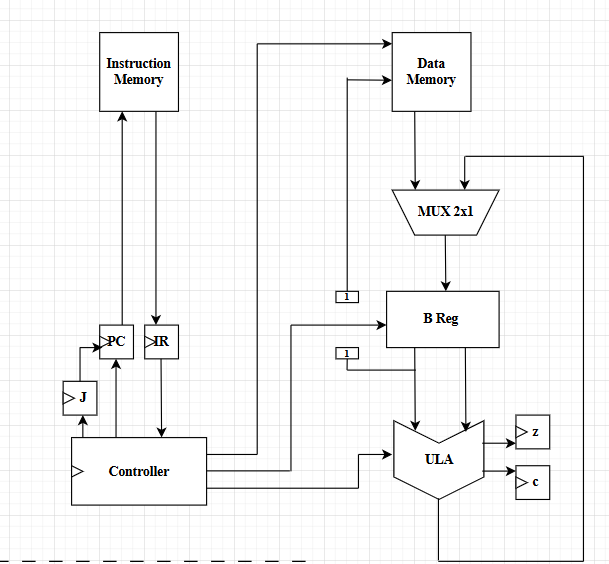 Instruction
Memory
Data
Memory
MUX 2x1
1
B Reg
PC
IR
1
J
z
ULA
Controller
c